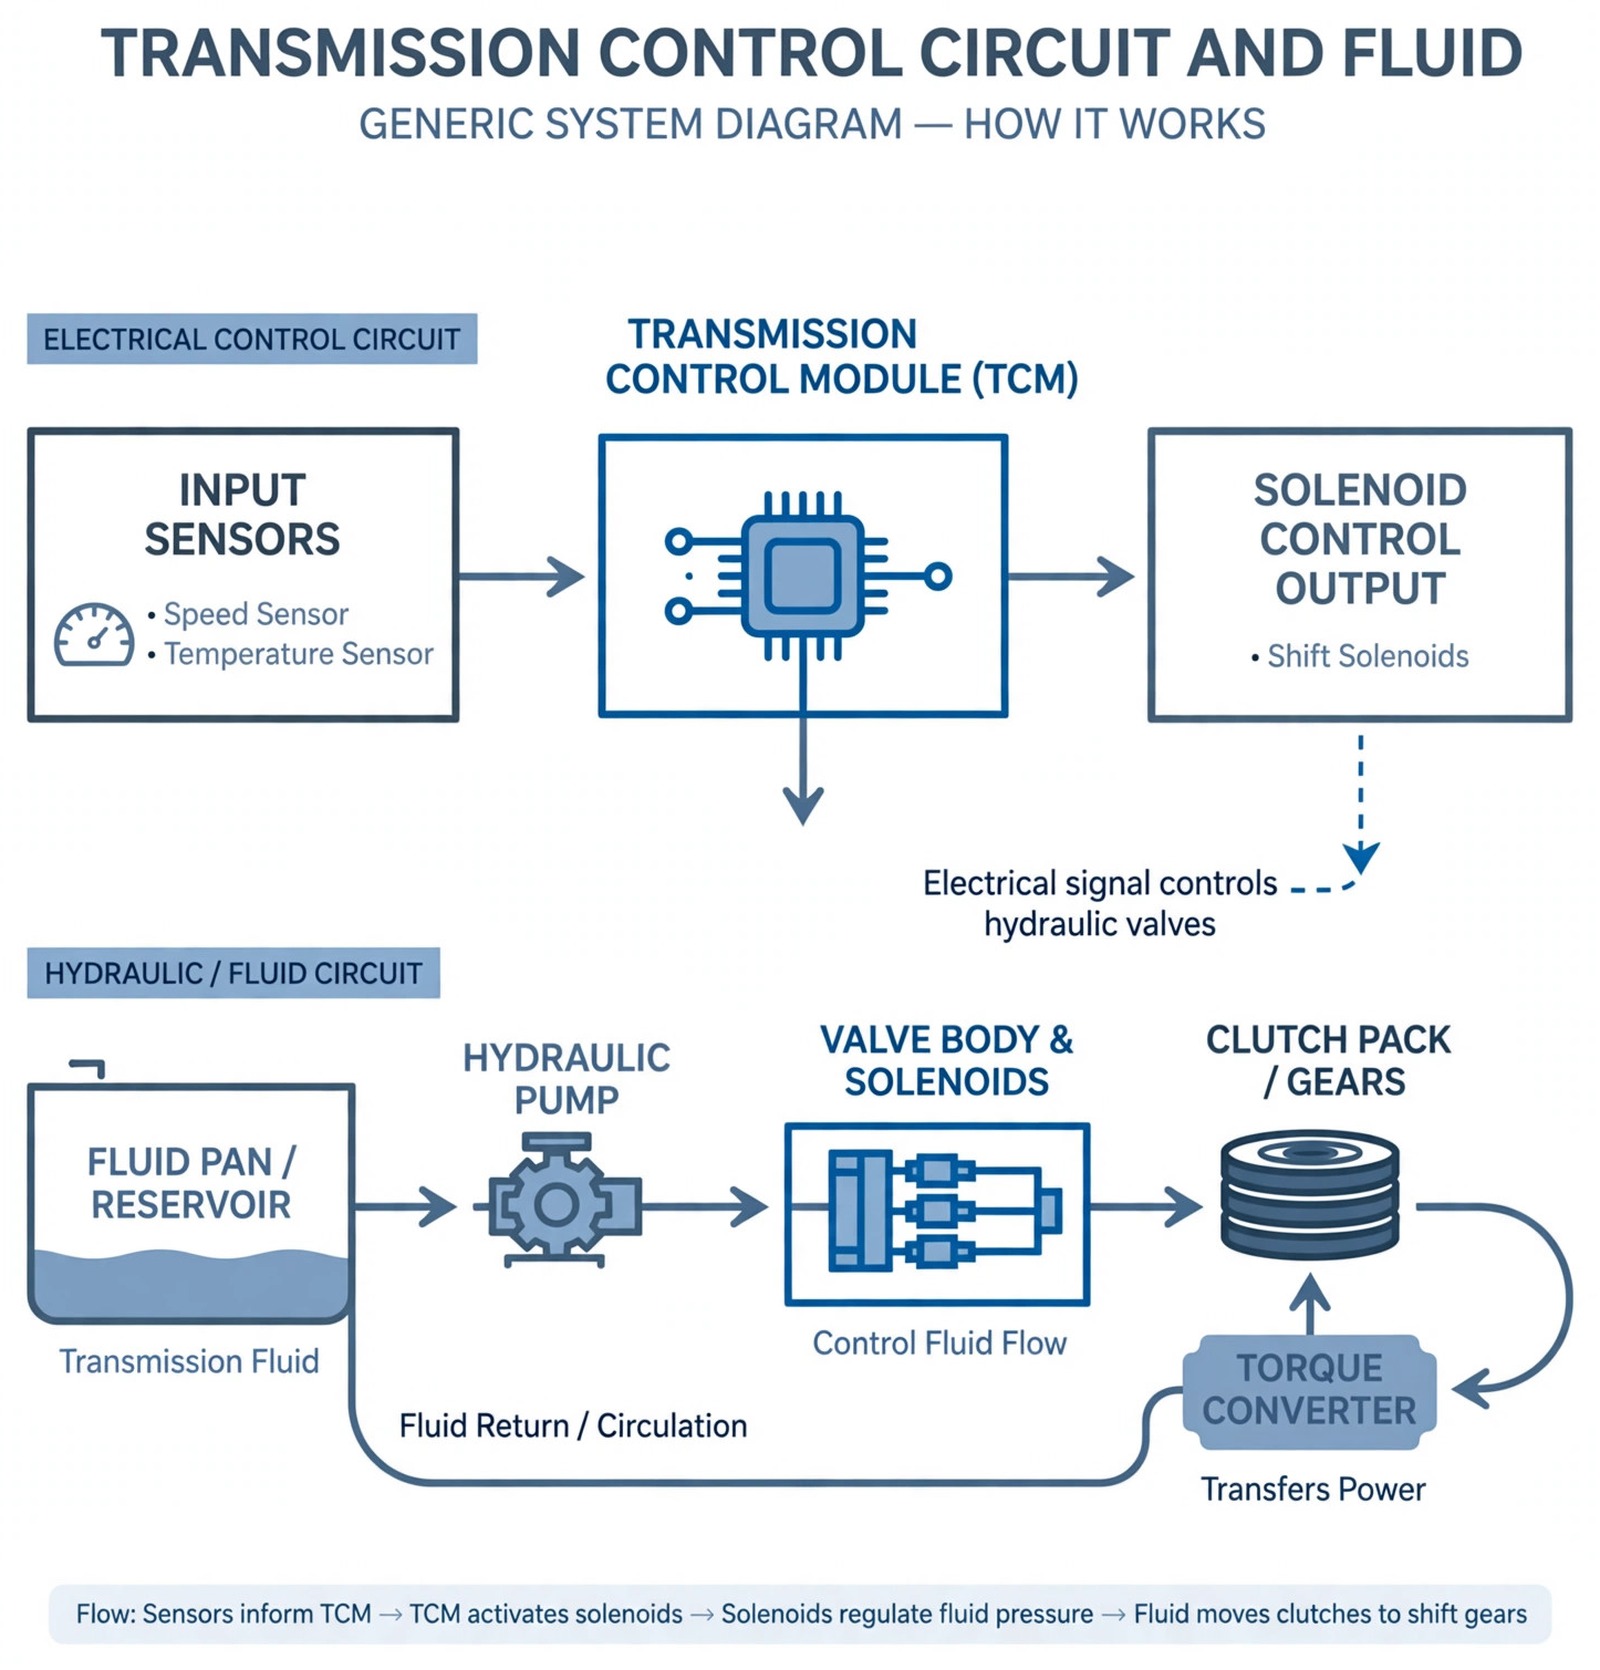 TRANSMISSION CONTROL CIRCUIT AND FLUID
GENERIC SYSTEM DIAGRAM — HOW IT WORKS
ELECTRICAL CONTROL CIRCUIT
TRANSMISSION
CONTROL MODULE (TCM)
INPUT
SENSORS
• Speed Sensor
• Temperature Sensor
SOLENOID
CONTROL
OUTPUT
• Shift Solenoids
Electrical signal controls
hydraulic valves
HYDRAULIC / FLUID CIRCUIT
FLUID PAN /
RESERVOIR
Transmission Fluid
HYDRAULIC
PUMP
VALVE BODY &
SOLENOIDS
Control Fluid Flow
CLUTCH PACK
/ GEARS
TORQUE
CONVERTER
Transfers Power
Fluid Return / Circulation
Flow: Sensors inform TCM → TCM activates solenoids → Solenoids regulate fluid pressure → Fluid moves clutches to shift gears